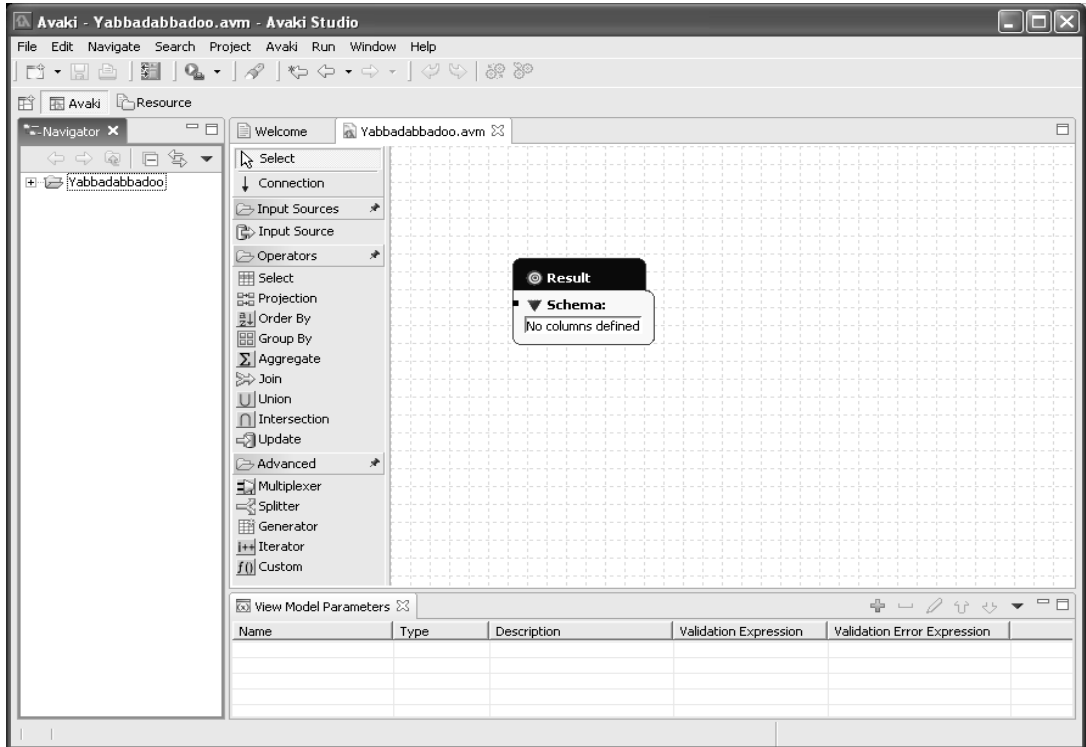 Avaki - Yabbadabbadoo.avm - Avaki Studio
File Edit Navigate Search Project Avaki Run Window Help
Avaki Resource
Navigator
Yabbadabbadoo
Welcome Yabbadabbadoo.avm
Select
Connection
Input Sources
Input Source
Operators
Select
Projection
Order By
Group By
Aggregate
Join
Union
Intersection
Update
Advanced
Multiplexer
Splitter
Generator
i++ Iterator
f() Custom
Result
Schema:
No columns defined
View Model Parameters
Name Type Description Validation Expression Validation Error Expression